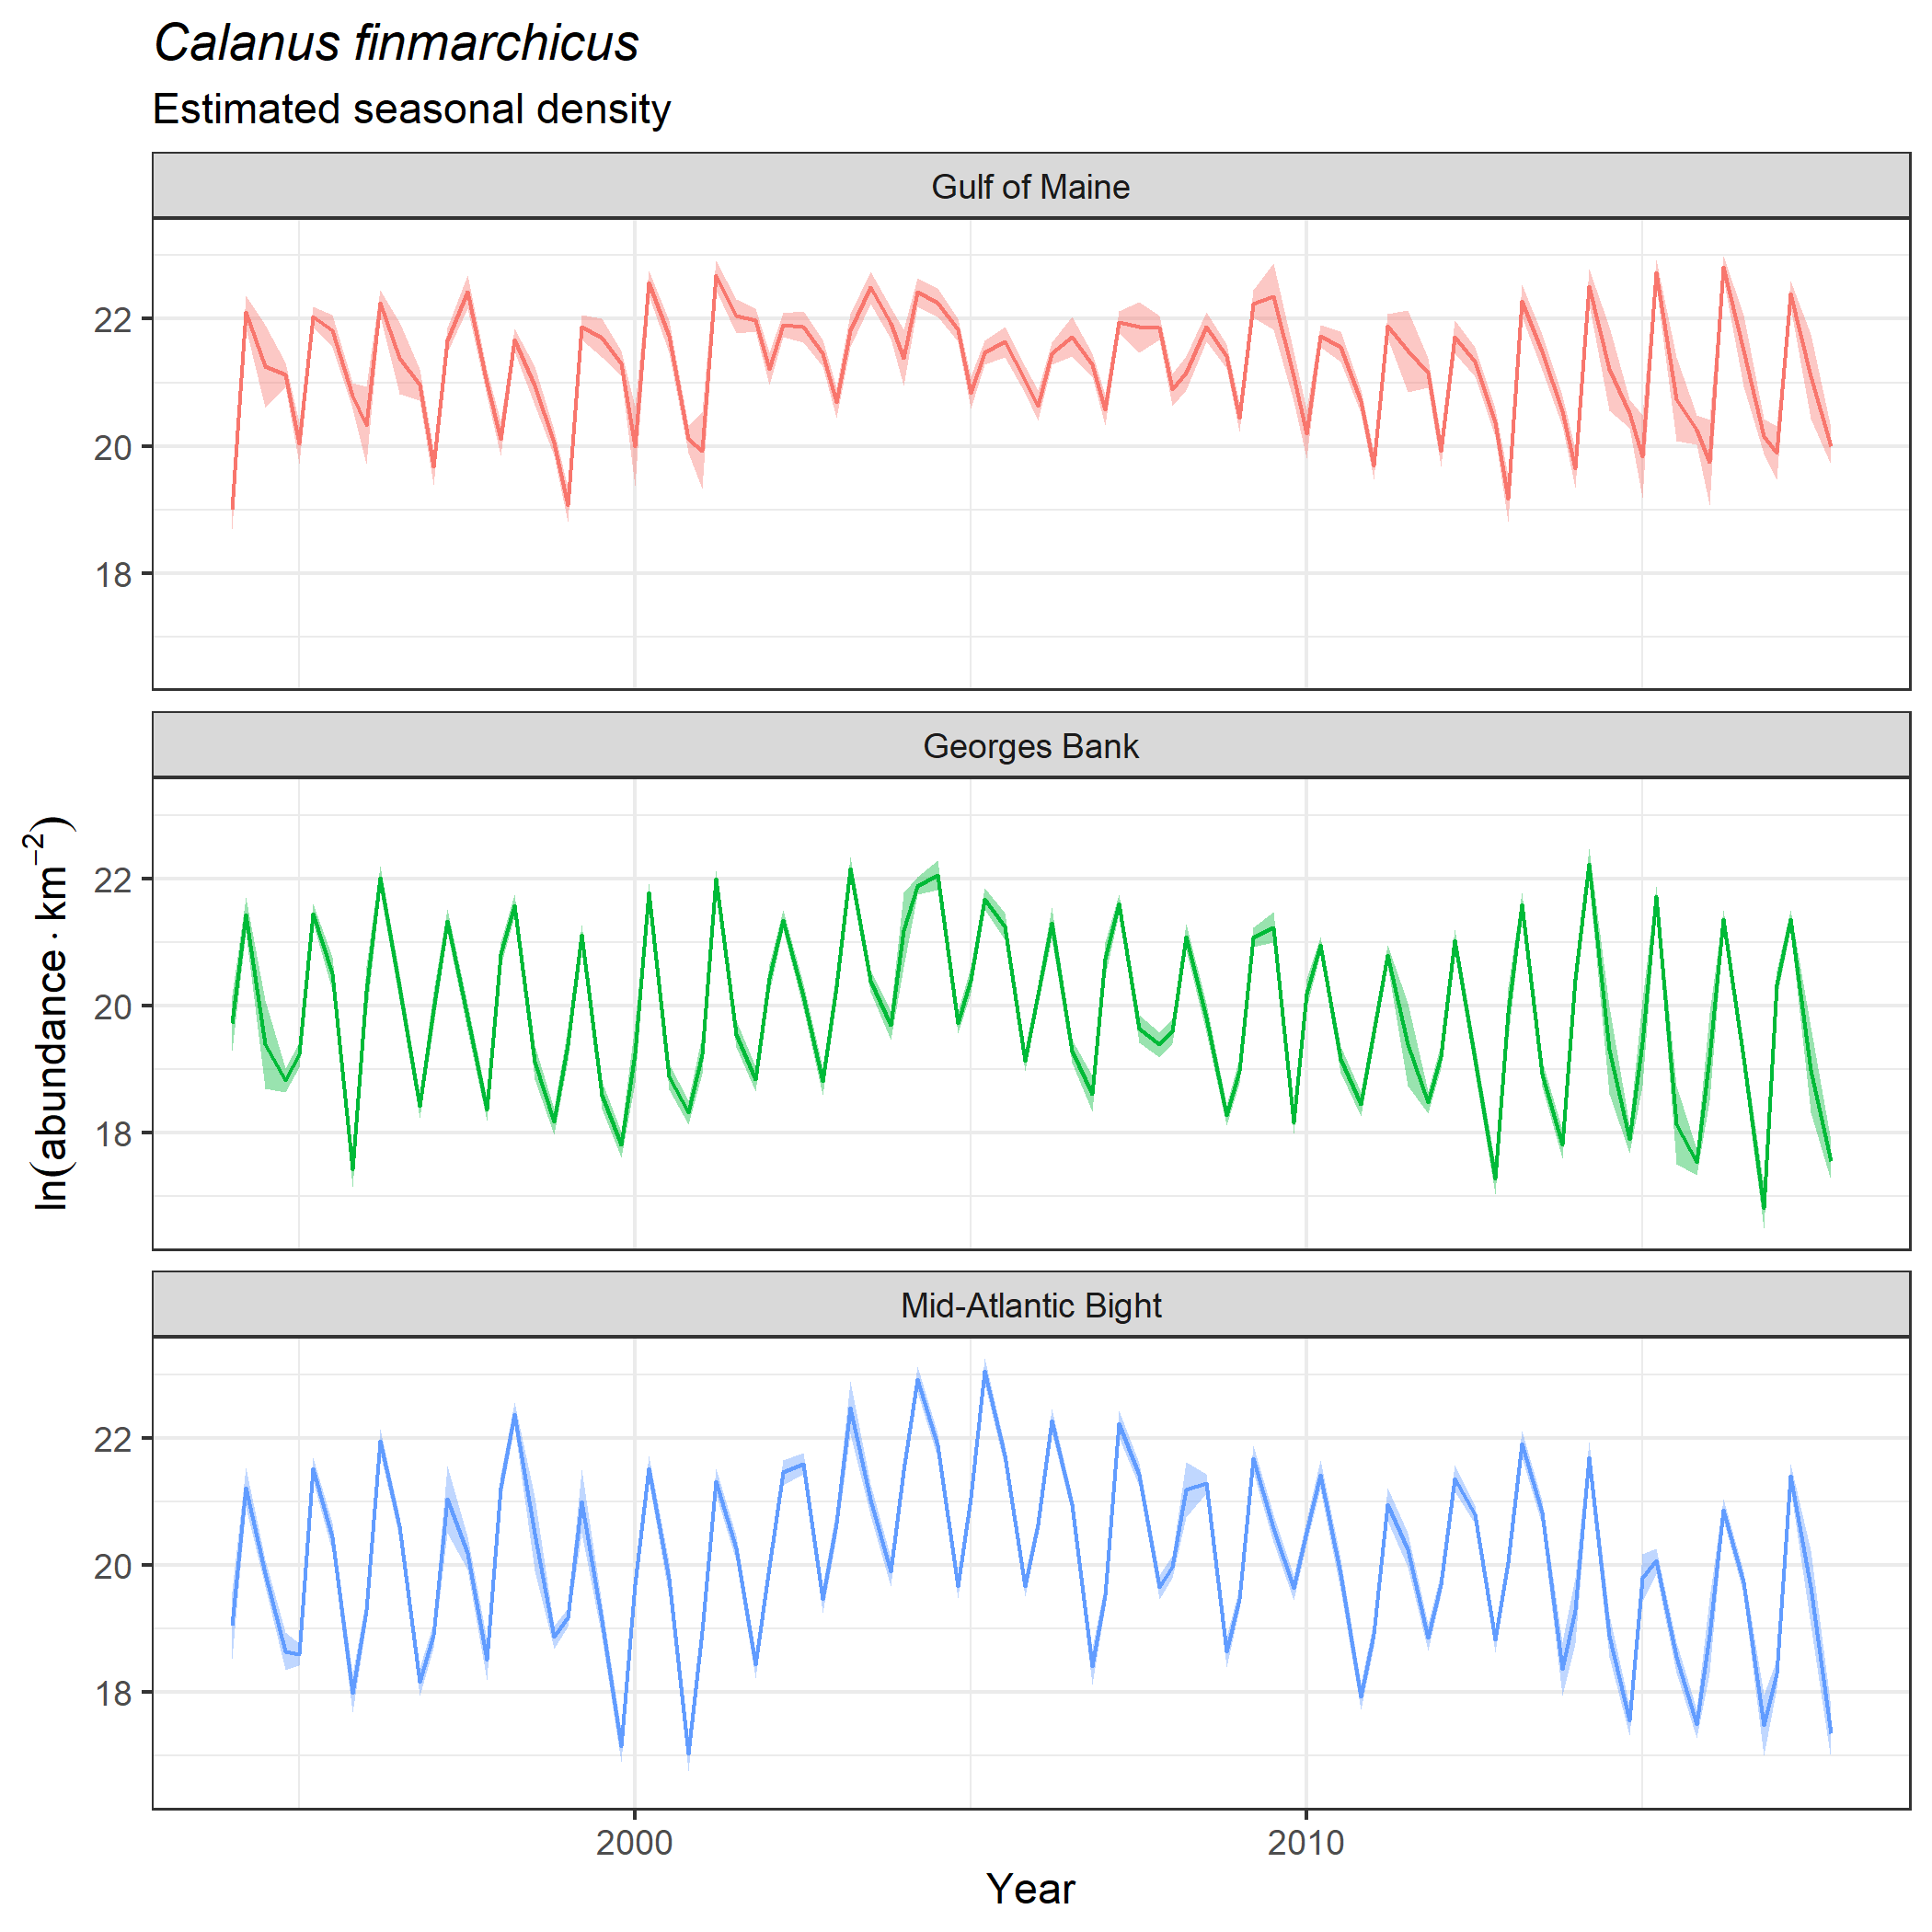 Calanus finmarchicus
Estimated seasonal density
Gulf of Maine
22
20
18
Georges Bank
22
20
18
Mid-Atlantic Bight
22
20
18
2000 2010
Year
ln(abundance · km⁻²)